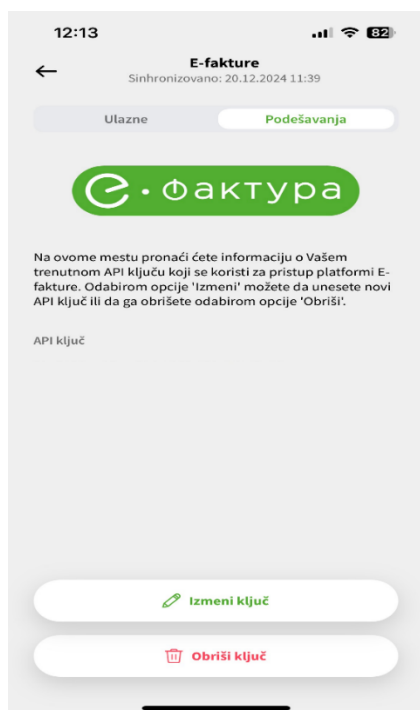 12:13
82
E-fakture
Sinhronizovano: 20.12.2024 11:39
Ulazne
Podešavanja
е·Фактура
Na ovome mestu pronaći ćete informaciju o Vašem
trenutnom API ključu koji se koristi za pristup platformi E-
fakture. Odabirom opcije 'Izmeni' možete da unesete novi
API ključ ili da ga obrišete odabirom opcije 'Obriši'.
API ključ
Izmeni ključ
Obriši ključ